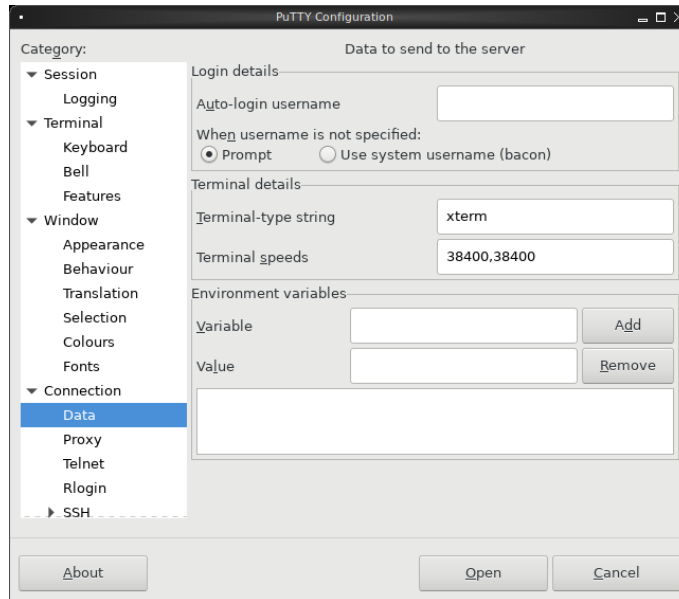 PuTTY Configuration
Category:
Session
Logging
Terminal
Keyboard
Bell
Features
Window
Appearance
Behaviour
Translation
Selection
Colours
Fonts
Connection
Data
Proxy
Telnet
Rlogin
SSH
Data to send to the server
Login details
Auto-login username
When username is not specified:
Prompt Use system username (bacon)
Terminal details
Terminal-type string xterm
Terminal speeds 38400,38400
Environment variables
Variable Add
Value Remove
About Open Cancel